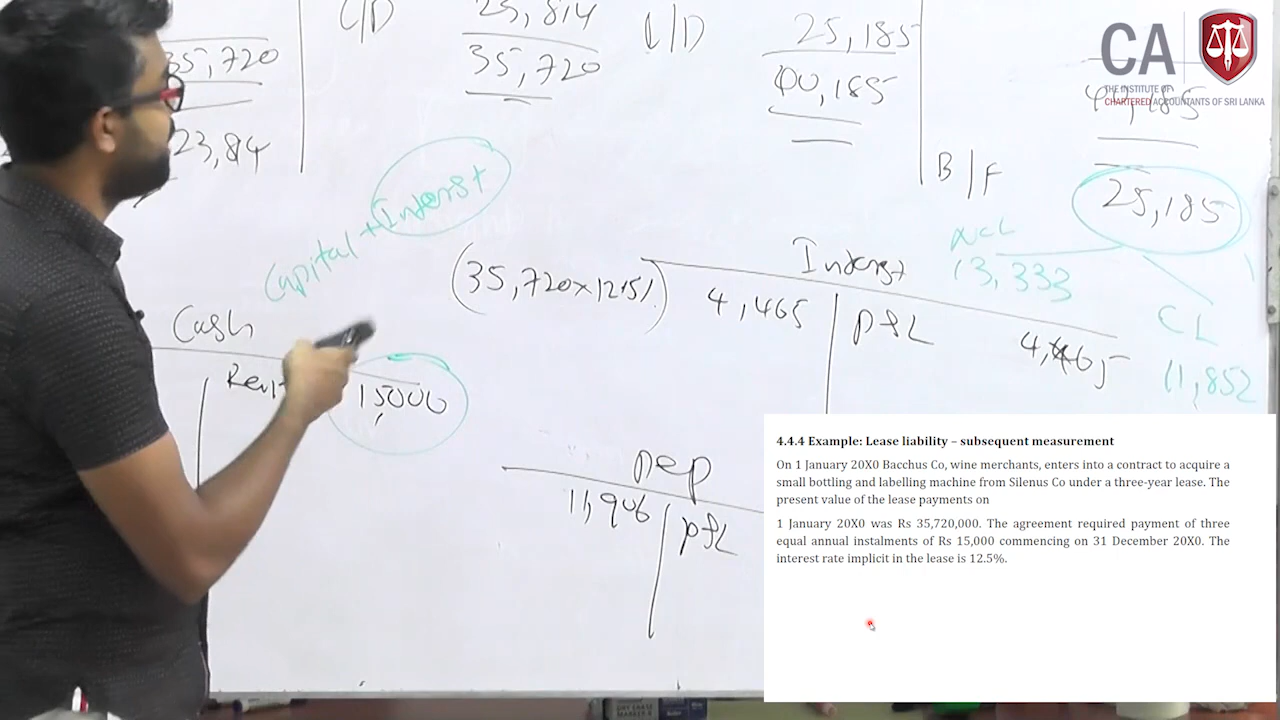 C/D
25,814
35,720
35,720
23,814
C/D
25,185
40,185
B/F
25,185
CA
THE INSTITUTE OF
CHARTERED ACCOUNTANTS OF SRI LANKA
Capital + Interst
NCL
13,333
CL
11,852
Interst
(35,720 x 12.5%)
4,465
P&L
4,465
Cash
15000
Dep
11,906
P&L
4.4.4 Example: Lease liability – subsequent measurement
On 1 January 20X0 Bacchus Co, wine merchants, enters into a contract to acquire a
small bottling and labelling machine from Silenus Co under a three-year lease. The
present value of the lease payments on
1 January 20X0 was Rs 35,720,000. The agreement required payment of three
equal annual instalments of Rs 15,000 commencing on 31 December 20X0. The
interest rate implicit in the lease is 12.5%.